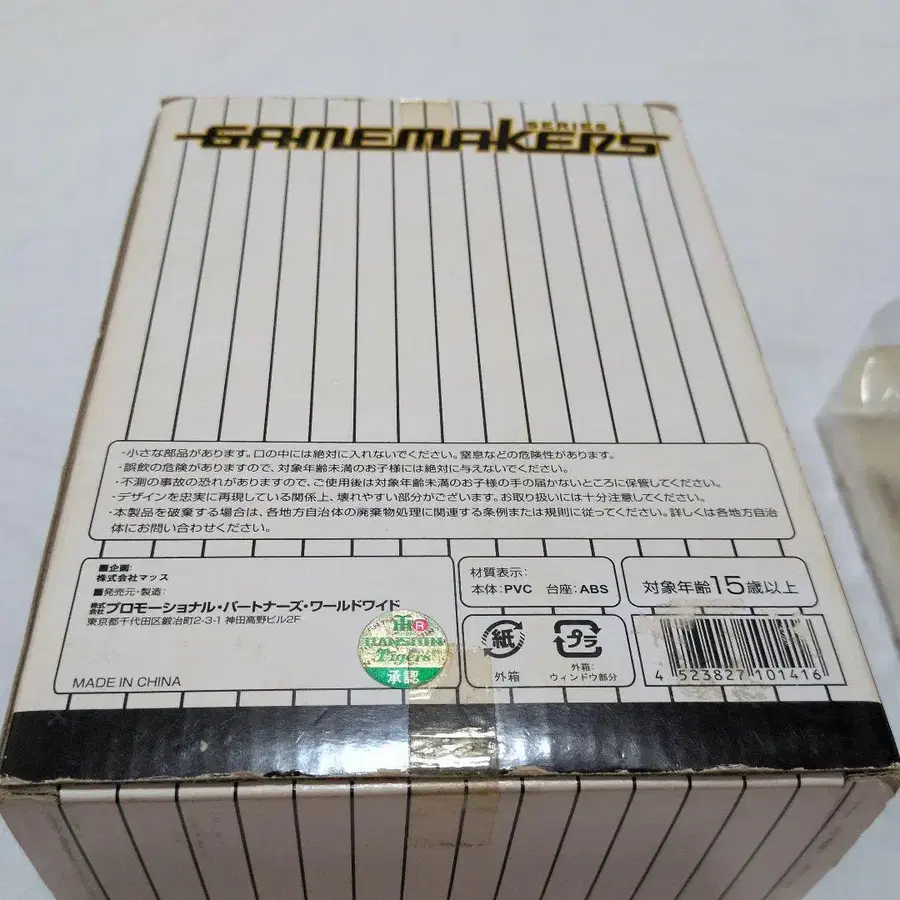 SERIES 1
GAMEMAKERS
・小さな部品があります。口の中には絶対に入れないでください。窒息などの危険性があります。
・誤飲の危険がありますので、対象年齢未満のお子様には絶対に与えないでください。
・不測の事故の恐れがありますので、ご使用後は対象年齢未満のお子様の手の届かないところに保管してください。
・デザインを忠実に再現している関係上、壊れやすい部分がございます。お取り扱いには十分注意してください。
・本製品を破棄する場合は、各地方自治体の廃棄物処理に関連する条例または規則に従ってください。詳しくは各地方自治
体にお問い合わせください。
■企画:
株式会社マッス
■発売元・製造:
株式会社プロモーショナル・パートナーズ・ワールドワイド
東京都千代田区鍛冶町2-3-1 神田高野ビル2F
MADE IN CHINA
HANSHIN
Tigers
承認
材質表示:
本体:PVC 台座:ABS
対象年齢15歳以上
紙
外箱
プラ
外箱:
ウィンドウ部分
4 523827 101416